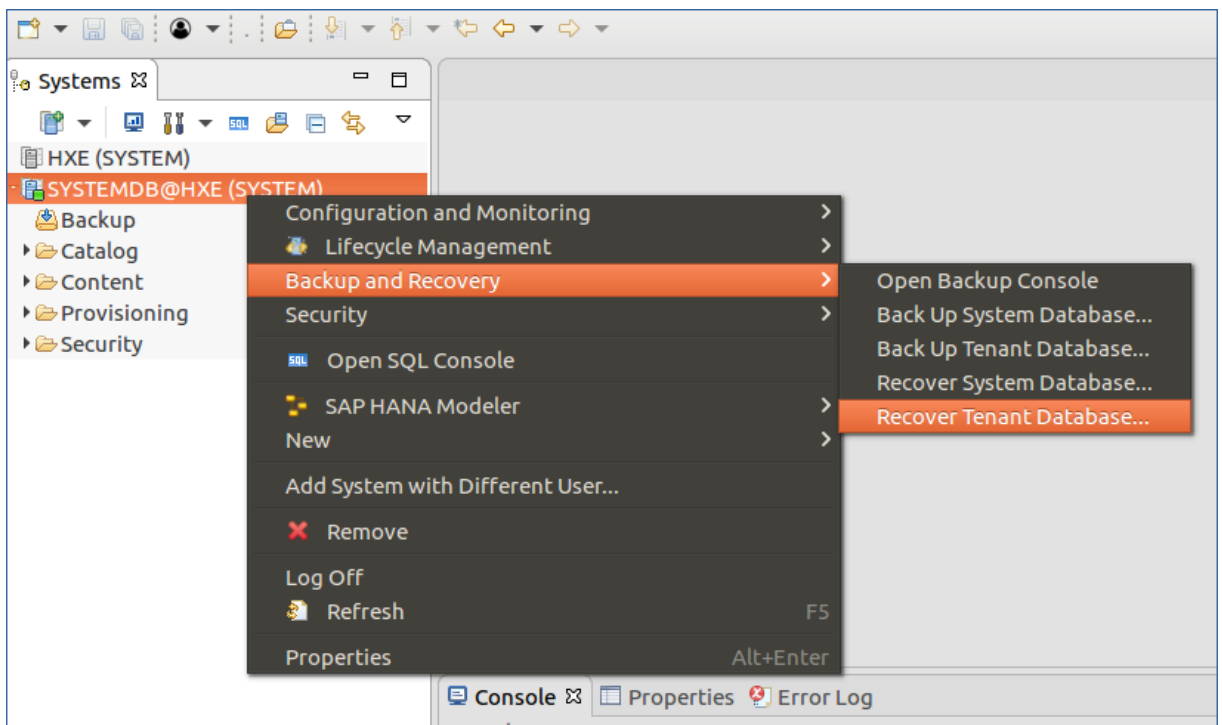 Systems
SQL
HXE (SYSTEM)
SYSTEMDB@HXE (SYSTEM)
Backup
Catalog
Content
Provisioning
Security
Configuration and Monitoring
Lifecycle Management
Backup and Recovery
Security
SQL Open SQL Console
SAP HANA Modeler
New
Add System with Different User...
Remove
Log Off
Refresh F5
Properties Alt+Enter
Open Backup Console
Back Up System Database...
Back Up Tenant Database...
Recover System Database...
Recover Tenant Database...
Console Properties Error Log